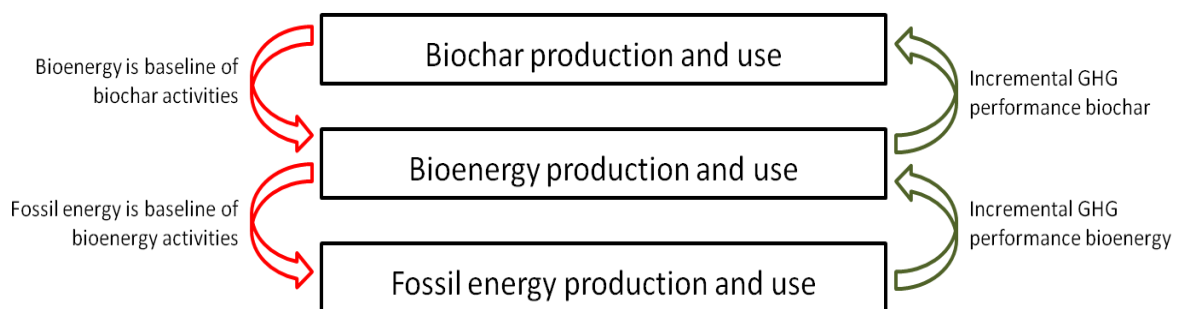 Biochar production and use
Bioenergy is baseline of
biochar activities
Incremental GHG
performance biochar
Bioenergy production and use
Fossil energy is baseline of
bioenergy activities
Incremental GHG
performance bioenergy
Fossil energy production and use